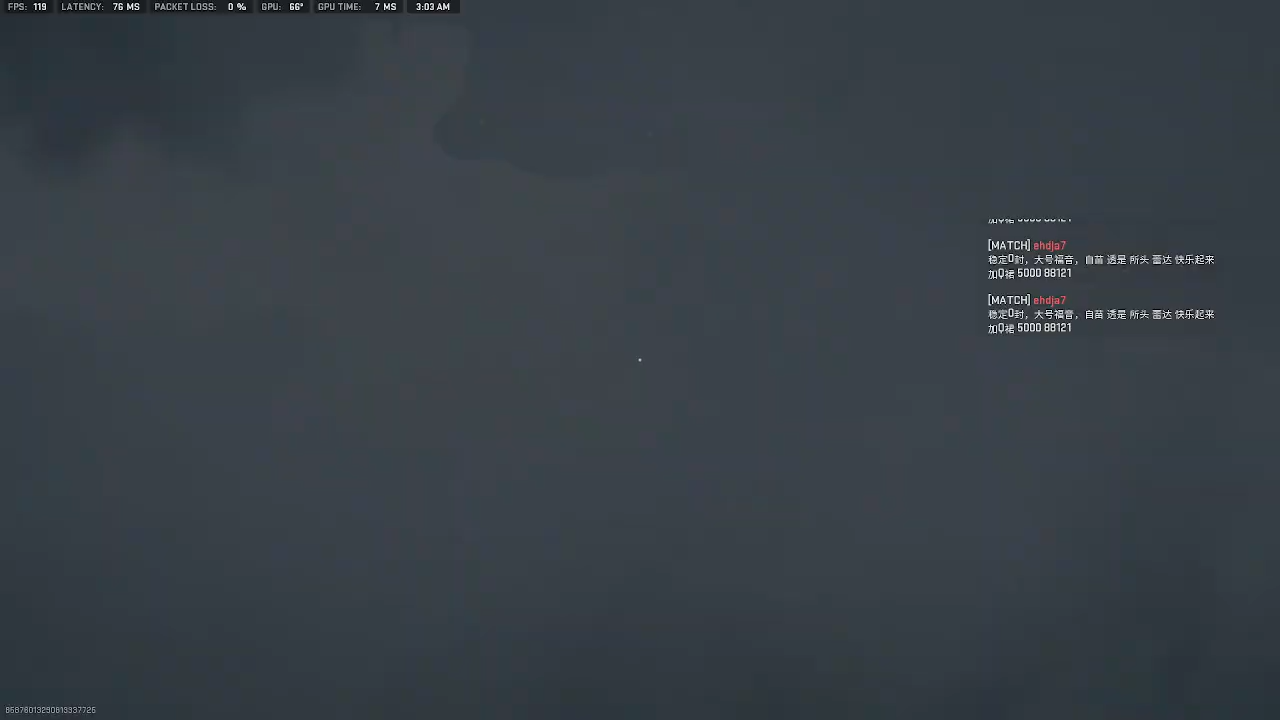 FPS: 119 LATENCY: 76 MS PACKET LOSS: 0 % GPU: 66° GPU TIME: 7 MS 3:03 AM
[MATCH] ehdja7
稳定0封，大号福音，自苗 透是 所头 蕾达 快乐起来
加Q裙 5000 88121
[MATCH] ehdja7
稳定0封，大号福音，自苗 透是 所头 蕾达 快乐起来
加Q裙 5000 88121